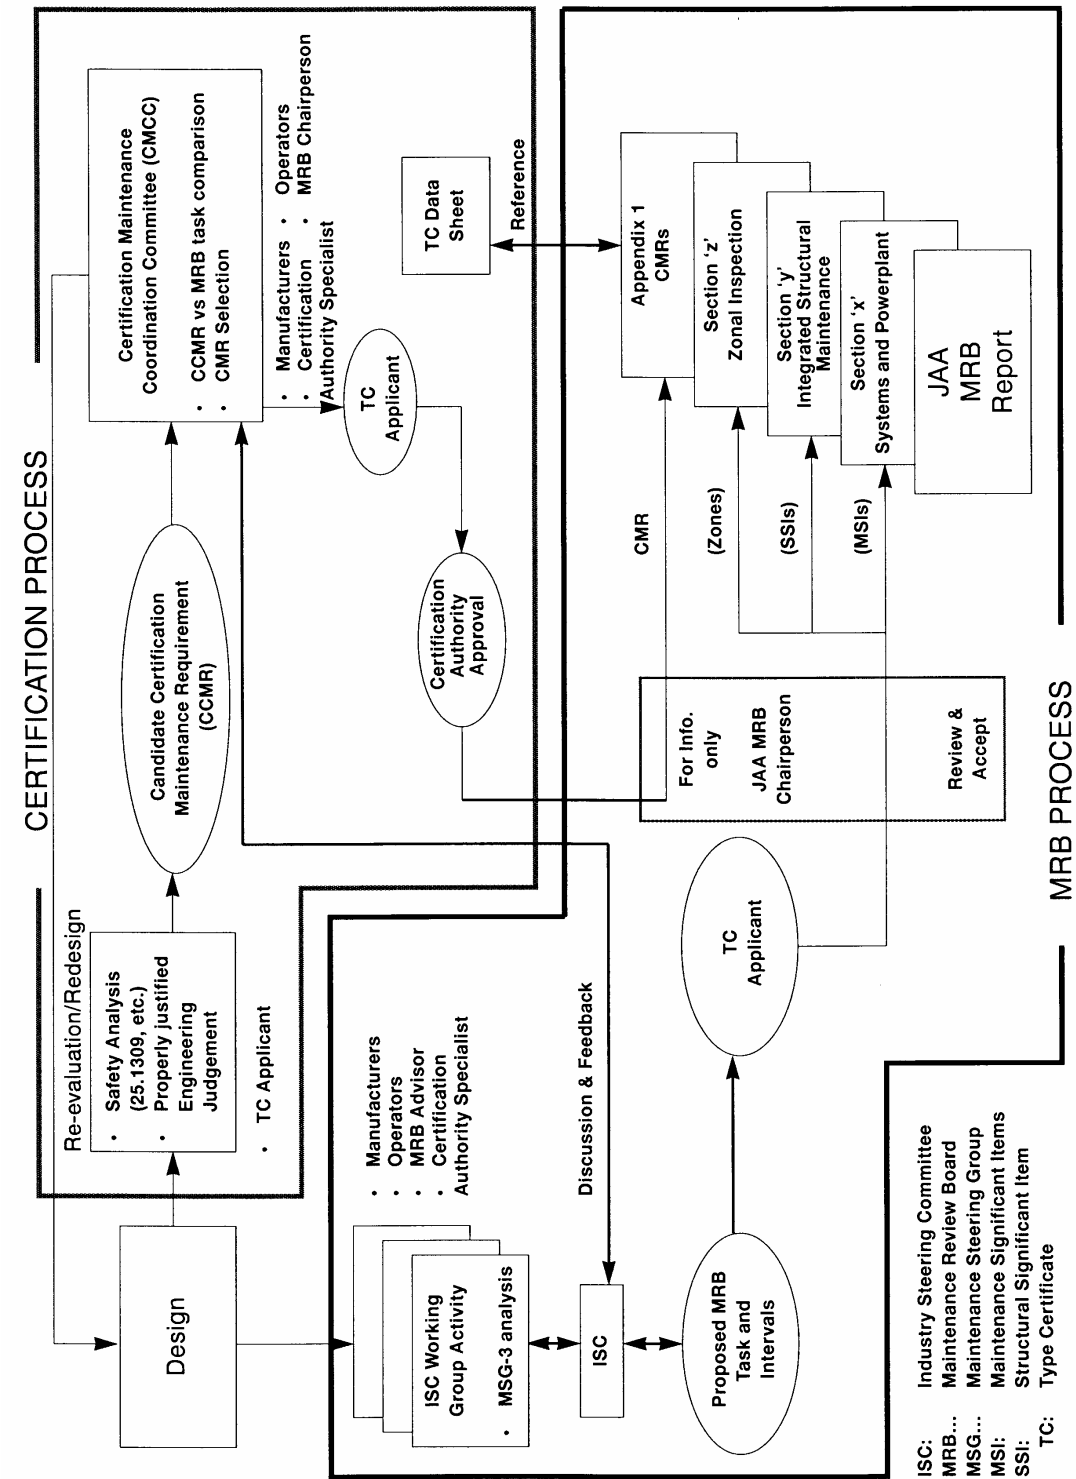 CERTIFICATION PROCESS
Re-evaluation/Redesign
Design
• Safety Analysis
(25.1309, etc.)
• Properly justified
Engineering
Judgement
• TC Applicant
Candidate Certification
Maintenance Requirement
(CCMR)
Certification Maintenance
Coordination Committee (CMCC)
• CCMR vs MRB task comparison
• CMR Selection
• Manufacturers • Operators
• Certification • MRB Chairperson
Authority Specialist
TC
Applicant
Certification
Authority
Approval
TC Data
Sheet
Reference
• Manufacturers
• Operators
• MRB Advisor
• Certification
Authority Specialist
ISC Working
Group Activity
• MSG-3 analysis
Discussion & Feedback
ISC
Proposed MRB
Task and
Intervals
TC
Applicant
For Info.
only
JAA MRB
Chairperson
Review &
Accept
CMR
(Zones)
(SSIs)
(MSIs)
Appendix 1
CMRs
Section 'z'
Zonal Inspection
Section 'y'
Integrated Structural
Maintenance
Section 'x'
Systems and Powerplant
JAA
MRB
Report
MRB PROCESS
ISC: Industry Steering Committee
MRB... Maintenance Review Board
MSG... Maintenance Steering Group
MSI: Maintenance Significant Items
SSI: Structural Significant Item
TC: Type Certificate